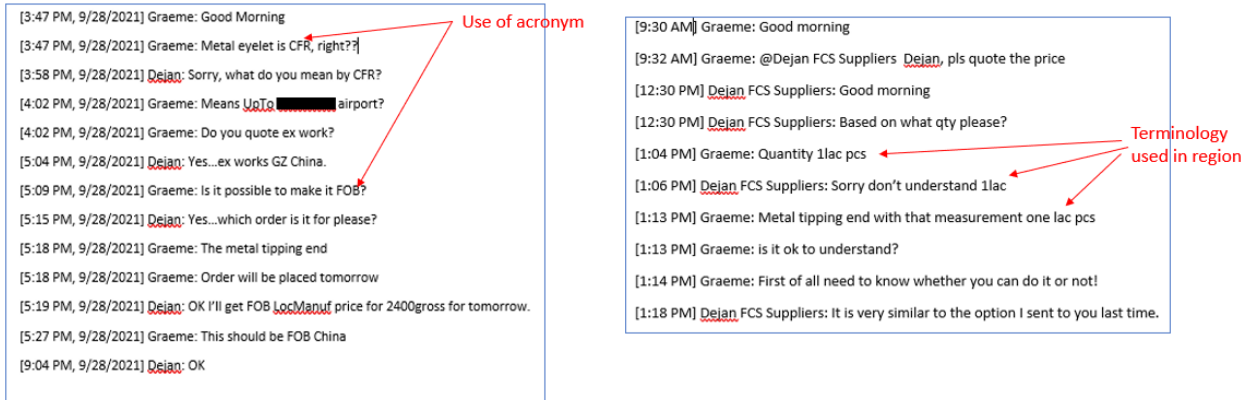 [3:47 PM, 9/28/2021] Graeme: Good Morning
[3:47 PM, 9/28/2021] Graeme: Metal eyelet is CFR, right??
[3:58 PM, 9/28/2021] Dejan: Sorry, what do you mean by CFR?
[4:02 PM, 9/28/2021] Graeme: Means UpTo airport?
[4:02 PM, 9/28/2021] Graeme: Do you quote ex work?
[5:04 PM, 9/28/2021] Dejan: Yes...ex works GZ China.
[5:09 PM, 9/28/2021] Graeme: Is it possible to make it FOB?
[5:15 PM, 9/28/2021] Dejan: Yes...which order is it for please?
[5:18 PM, 9/28/2021] Graeme: The metal tipping end
[5:18 PM, 9/28/2021] Graeme: Order will be placed tomorrow
[5:19 PM, 9/28/2021] Dejan: OK I'll get FOB LocManuf price for 2400gross for tomorrow.
[5:27 PM, 9/28/2021] Graeme: This should be FOB China
[9:04 PM, 9/28/2021] Dejan: OK
Use of acronym
[9:30 AM] Graeme: Good morning
[9:32 AM] Graeme: @Dejan FCS Suppliers Dejan, pls quote the price
[12:30 PM] Dejan FCS Suppliers: Good morning
[12:30 PM] Dejan FCS Suppliers: Based on what qty please?
[1:04 PM] Graeme: Quantity 1lac pcs
[1:06 PM] Dejan FCS Suppliers: Sorry don't understand 1lac
[1:13 PM] Graeme: Metal tipping end with that measurement one lac pcs
[1:13 PM] Graeme: is it ok to understand?
[1:14 PM] Graeme: First of all need to know whether you can do it or not!
[1:18 PM] Dejan FCS Suppliers: It is very similar to the option I sent to you last time.
Terminology
used in region